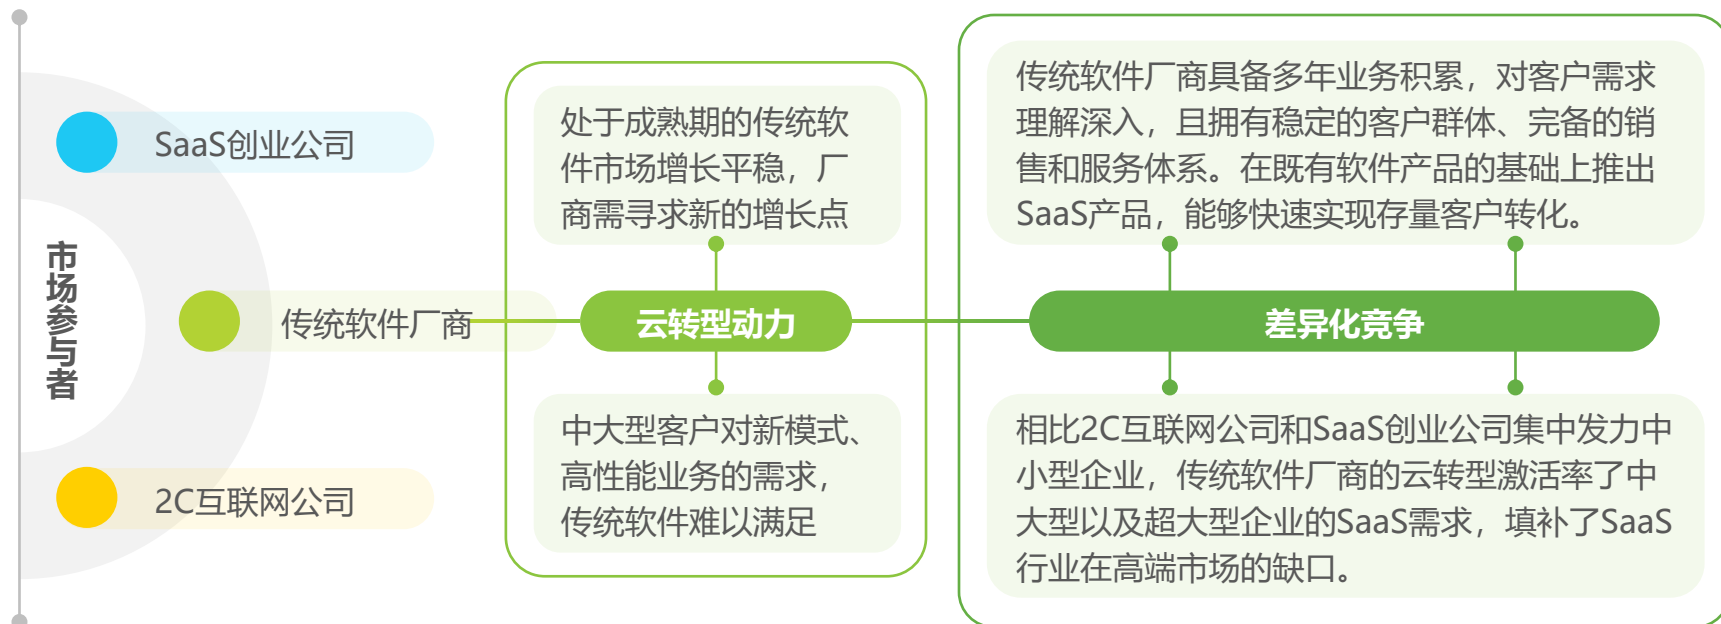 市场参与者
SaaS创业公司
传统软件厂商
2C互联网公司
处于成熟期的传统软
件市场增长平稳，厂
商需寻求新的增长点
云转型动力
中大型客户对新模式、
高性能业务的需求，
传统软件难以满足
传统软件厂商具备多年业务积累，对客户需求
理解深入，且拥有稳定的客户群体、完备的销
售和服务体系。在既有软件产品的基础上推出
SaaS产品，能够快速实现存量客户转化。
差异化竞争
相比2C互联网公司和SaaS创业公司集中发力中
小型企业，传统软件厂商的云转型激活率了中
大型以及超大型企业的SaaS需求，填补了SaaS
行业在高端市场的缺口。